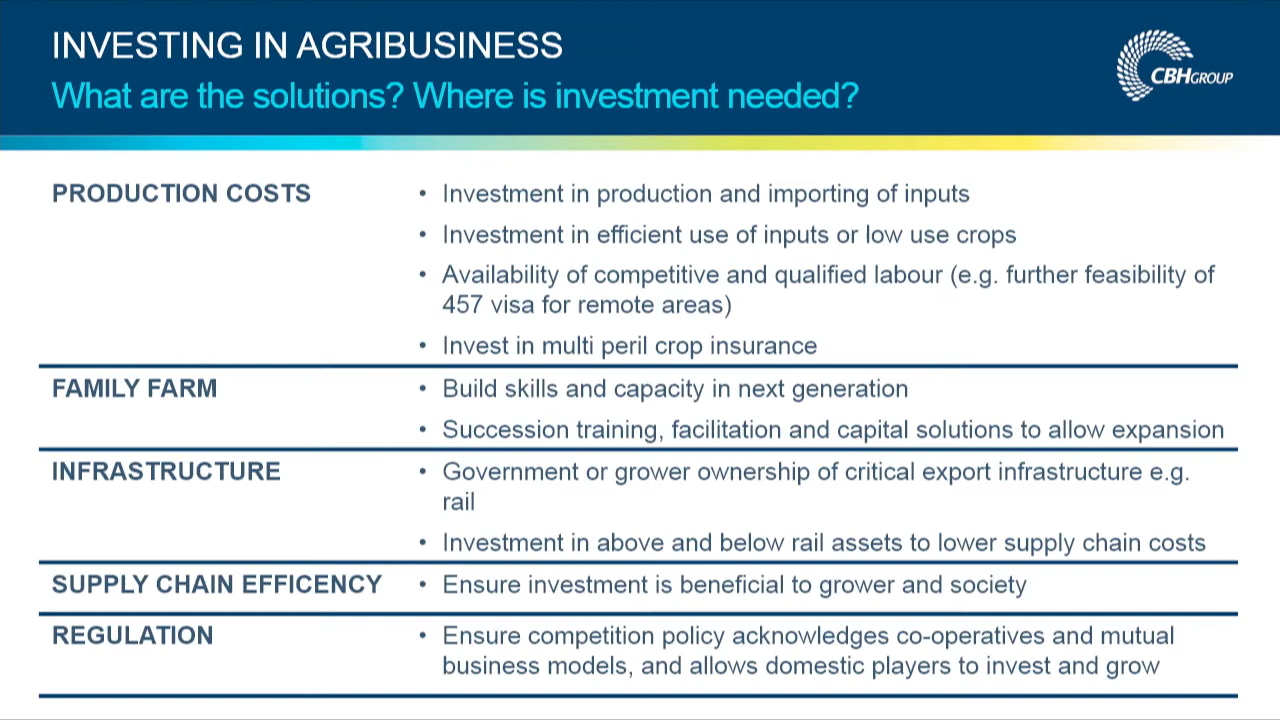 INVESTING IN AGRIBUSINESS
What are the solutions? Where is investment needed?
CBHGROUP
PRODUCTION COSTS
• Investment in production and importing of inputs
• Investment in efficient use of inputs or low use crops
• Availability of competitive and qualified labour (e.g. further feasibility of
457 visa for remote areas)
• Invest in multi peril crop insurance
FAMILY FARM
• Build skills and capacity in next generation
• Succession training, facilitation and capital solutions to allow expansion
INFRASTRUCTURE
• Government or grower ownership of critical export infrastructure e.g.
rail
• Investment in above and below rail assets to lower supply chain costs
SUPPLY CHAIN EFFICENCY
• Ensure investment is beneficial to grower and society
REGULATION
• Ensure competition policy acknowledges co-operatives and mutual
business models, and allows domestic players to invest and grow